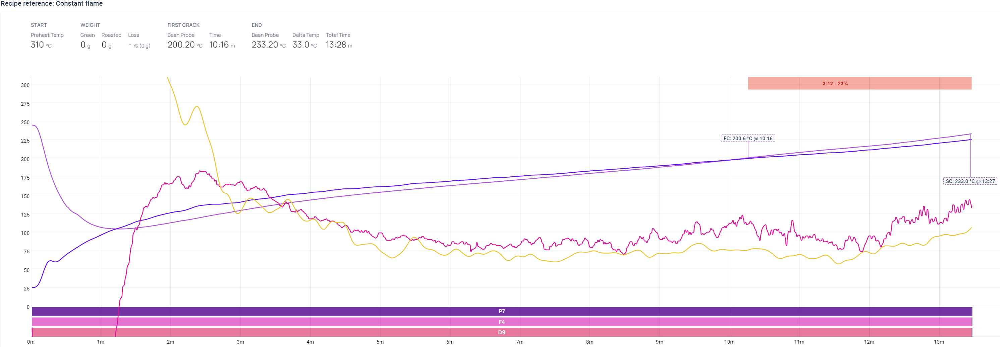 Recipe reference: Constant flame
START WEIGHT FIRST CRACK END
Preheat Temp Green Roasted Loss Bean Probe Time Bean Probe Delta Temp Total Time
310 °C 0 g 0 g - % (0 g) 200.20 °C 10:16 m 233.20 °C 33.0 °C 13:28 m
300
3:12 - 23%
275
250
225
FC: 200.6 °C @ 10:16
200
175
SC: 233.0 °C @ 13:27
150
125
100
75
50
25
0
P7
F4
D9
0m 1m 2m 3m 4m 5m 6m 7m 8m 9m 10m 11m 12m 13m